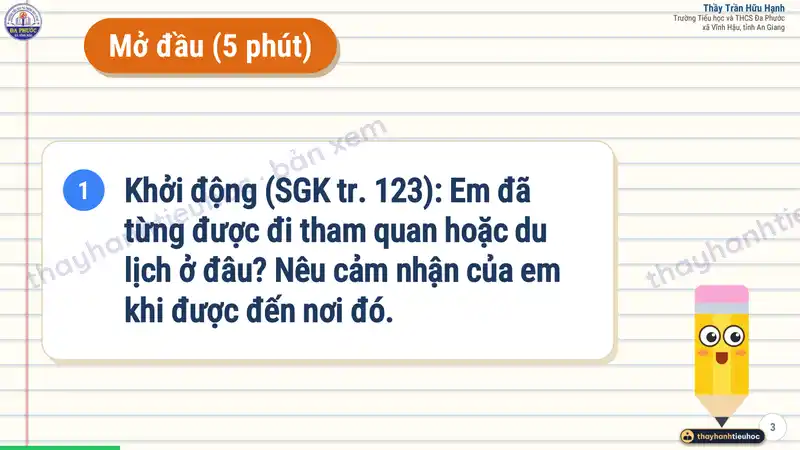 Thầy Trần Hữu Hạnh
Trường Tiểu học và THCS Đa Phước
xã Vĩnh Hậu, tỉnh An Giang
ĐA PHƯỚC
Mở đầu (5 phút)
1
Khởi động (SGK tr. 123): Em đã
từng được đi tham quan hoặc du
lịch ở đâu? Nêu cảm nhận của em
khi được đến nơi đó.
thayhanhtieuhoc · bản xem
thayhanhtie
thayhanhtieuhoc
3